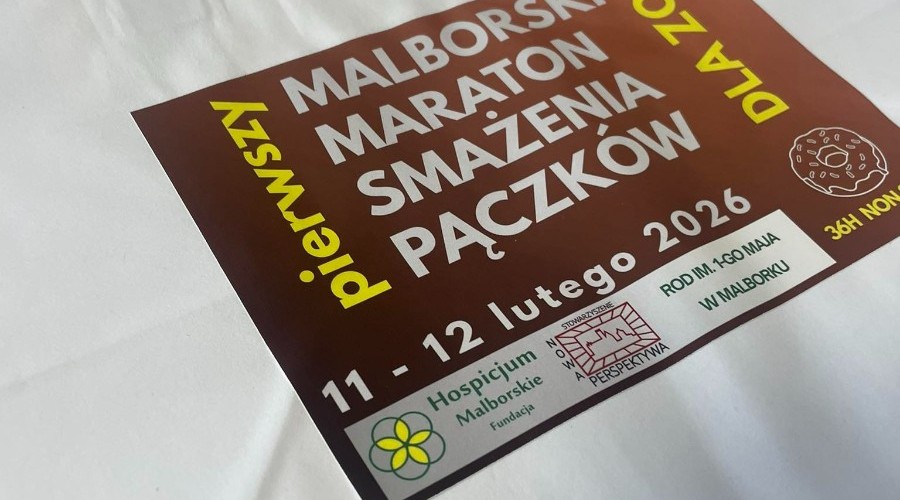 pierwszy
MALBORSKI
MARATON
SMAŻENIA
PĄCZKÓW
DLA
36H
11 - 12 lutego 2026
Hospicjum
Malborskie
Fundacja
STOWARZYSZENIE
NOWA
PERSPEKTYWA
ROD IM. 1-GO MAJA
W MALBORKU